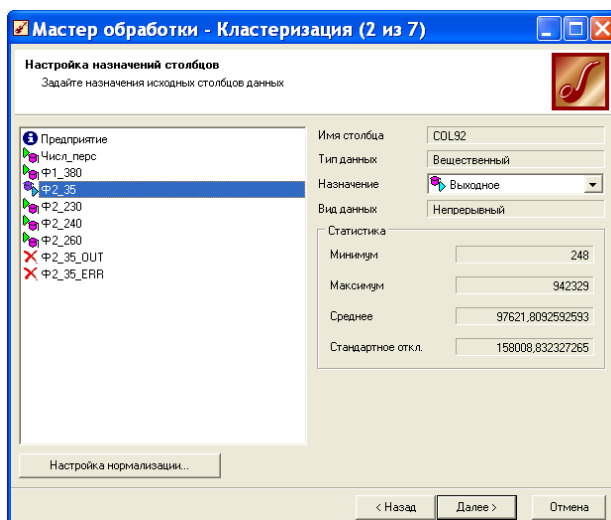 Мастер обработки - Кластеризация (2 из 7)
Настройка назначений столбцов
Задайте назначения исходных столбцов данных
Предприятие
Числ_перс
Ф1_380
Ф2_35
Ф2_230
Ф2_240
Ф2_260
Ф2_35_OUT
Ф2_35_ERR
Имя столбца COL92
Тип данных Вещественный
Назначение Выходное
Вид данных Непрерывный
Статистика
Минимум 248
Максимум 942329
Среднее 97621,8092592593
Стандартное откл. 158008,832327265
Настройка нормализации...
< Назад Далее > Отмена